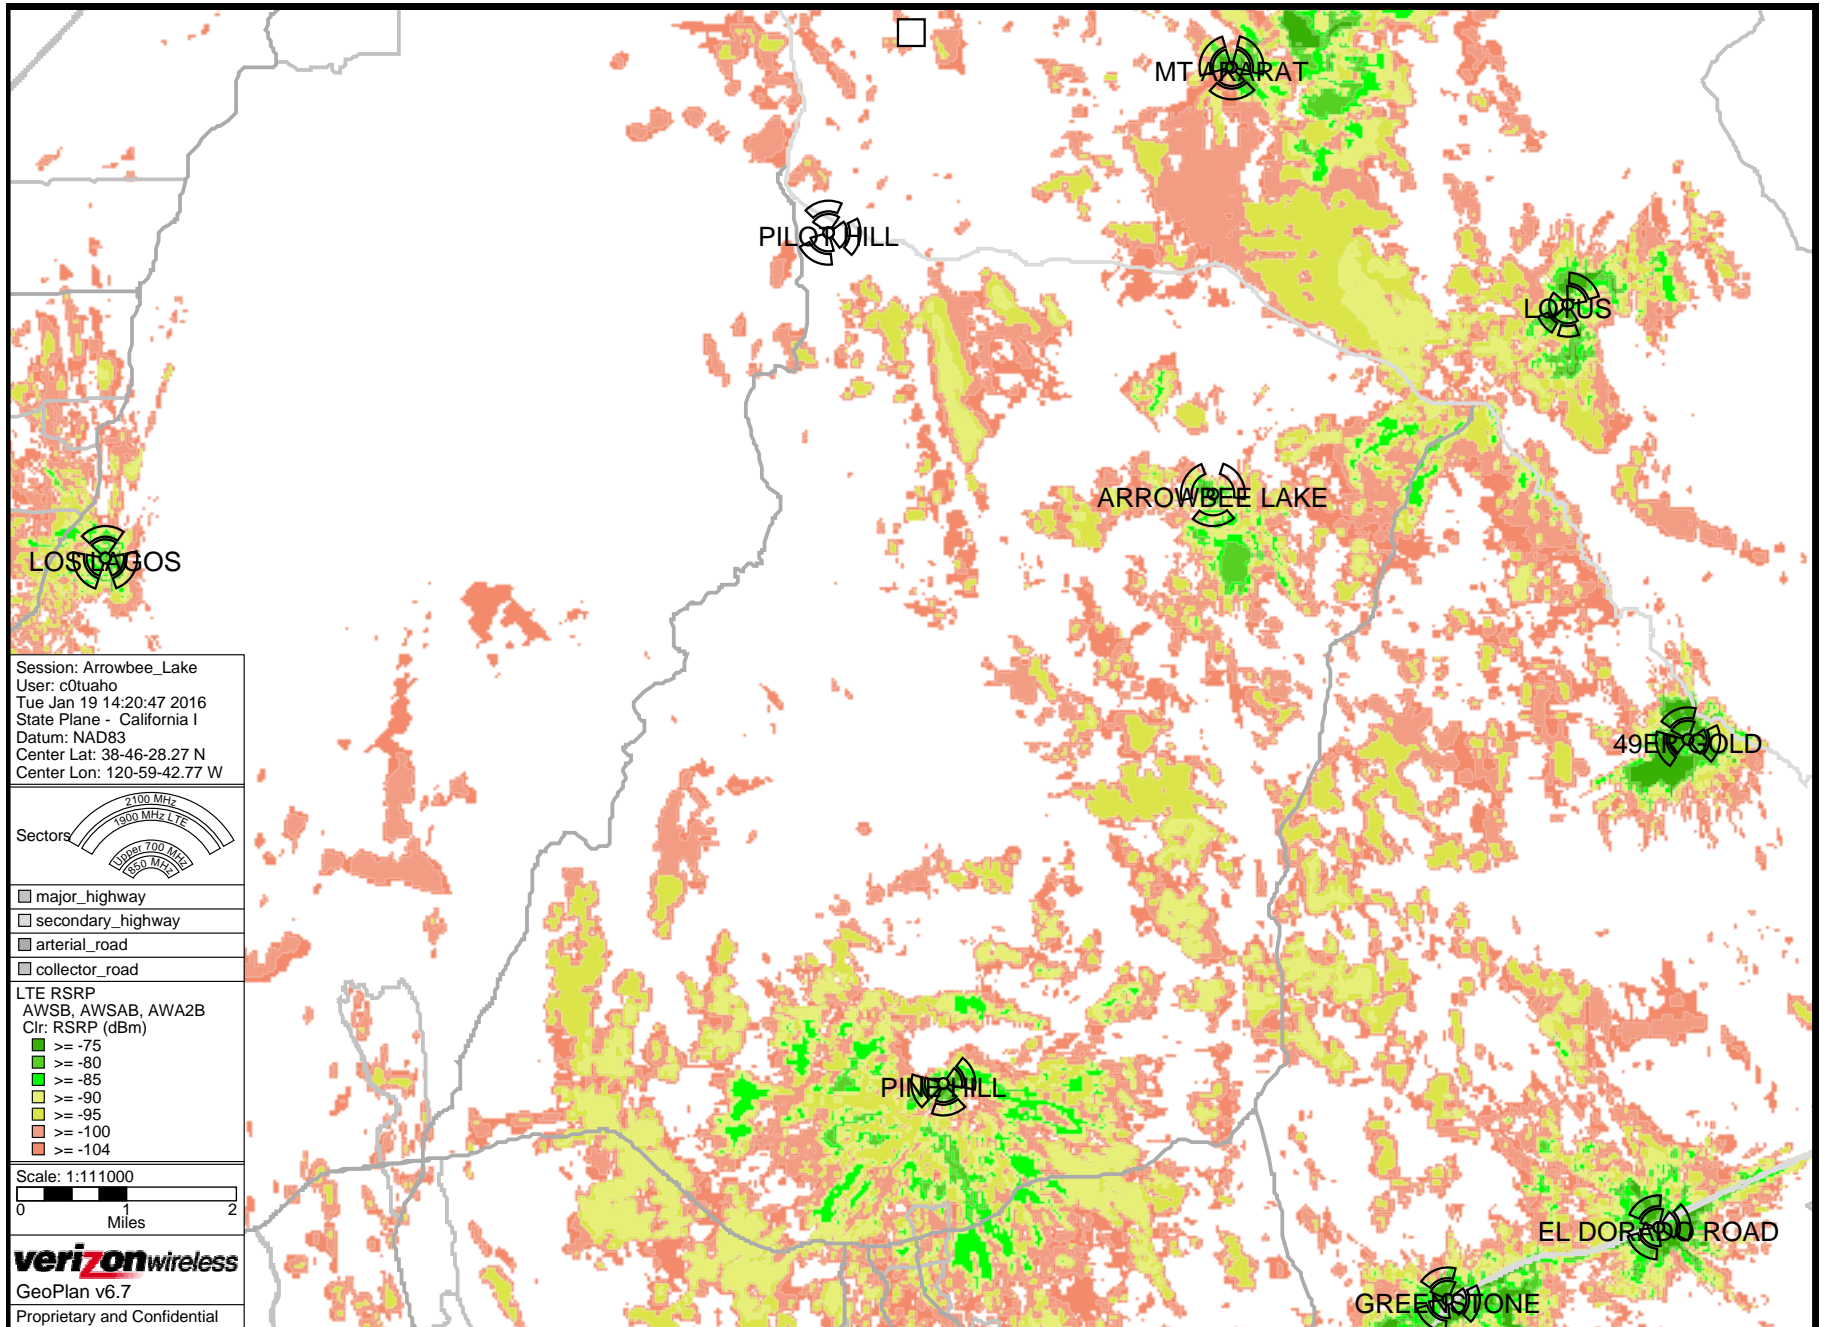 MT ARARAT
PILOT HILL
LOTUS
ARROWBEE LAKE
LOS LAGOS
49ER GOLD
PINE HILL
EL DORADO ROAD
GREENSTONE
Session: Arrowbee_Lake
User: c0tuaho
Tue Jan 19 14:20:47 2016
State Plane - California I
Datum: NAD83
Center Lat: 38-46-28.27 N
Center Lon: 120-59-42.77 W
Sectors
2100 MHz
1900 MHz LTE
Upper 700 MHz
850 MHz
major_highway
secondary_highway
arterial_road
collector_road
LTE RSRP
AWSB, AWSAB, AWA2B
Clr: RSRP (dBm)
>= -75
>= -80
>= -85
>= -90
>= -95
>= -100
>= -104
Scale: 1:111000
0 1 2
Miles
verizonwireless
GeoPlan v6.7
Proprietary and Confidential